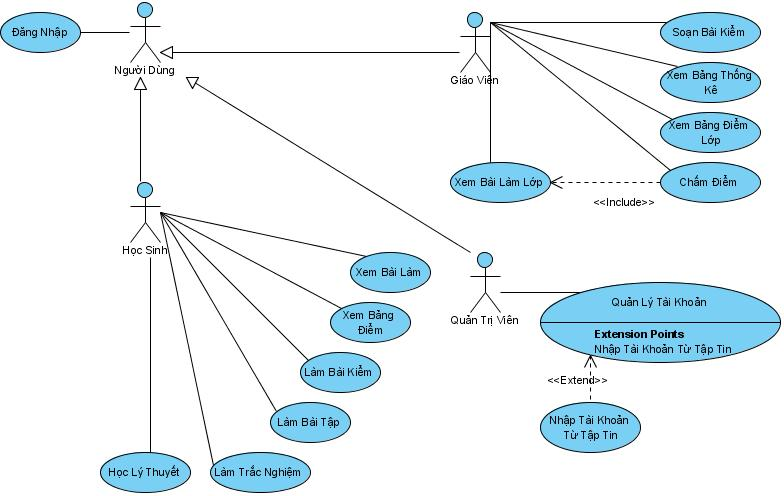 Đăng Nhập
Người Dùng
Giáo Viên
Soạn Bài Kiểm
Xem Bảng Thống
Kê
Xem Bảng Điểm
Lớp
Xem Bài Làm Lớp
Chấm Điểm
<<Include>>
Học Sinh
Xem Bài Làm
Xem Bảng
Điểm
Làm Bài Kiểm
Làm Bài Tập
Học Lý Thuyết
Làm Trắc Nghiệm
Quản Trị Viên
Quản Lý Tài Khoản
Extension Points
Nhập Tài Khoản Từ Tập Tin
<<Extend>>
Nhập Tài Khoản
Từ Tập Tin